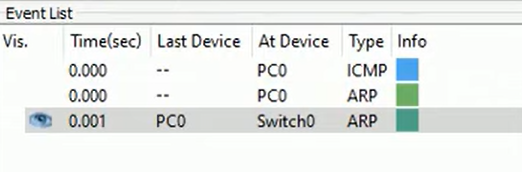 Event List
Vis. Time(sec) Last Device At Device Type Info
0.000 -- PC0 ICMP
0.000 -- PC0 ARP
0.001 PC0 Switch0 ARP